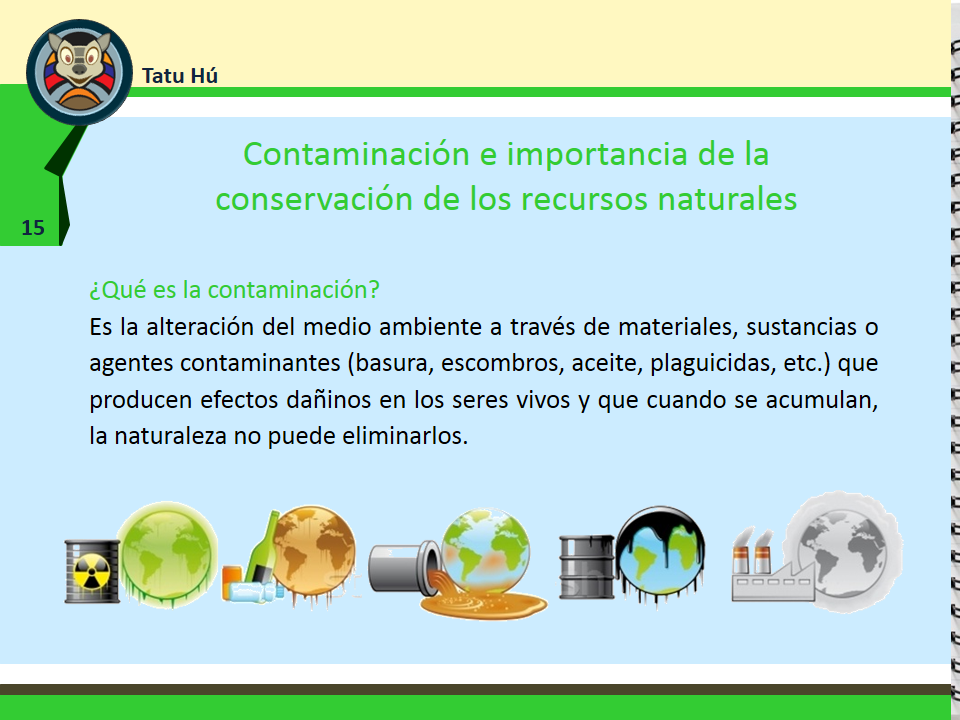 Tatu Hú
Contaminación e importancia de la
conservación de los recursos naturales
15
¿Qué es la contaminación?
Es la alteración del medio ambiente a través de materiales, sustancias o
agentes contaminantes (basura, escombros, aceite, plaguicidas, etc.) que
producen efectos dañinos en los seres vivos y que cuando se acumulan,
la naturaleza no puede eliminarlos.